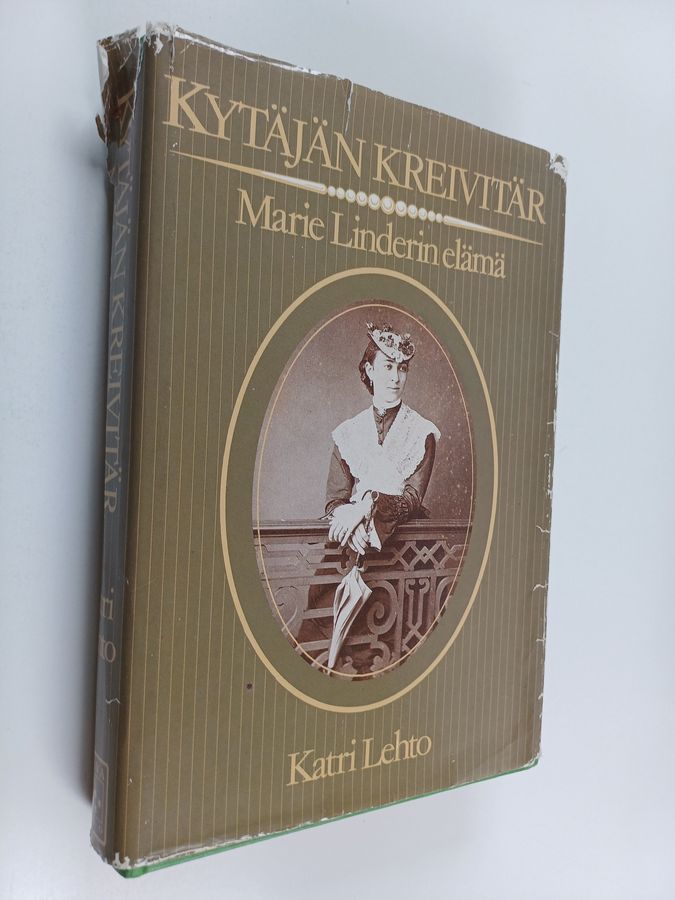 KYTÄJÄN KREIVITÄR
Marie Linderin elämä
Katri Lehto
KYTÄJÄN KREIVITÄR